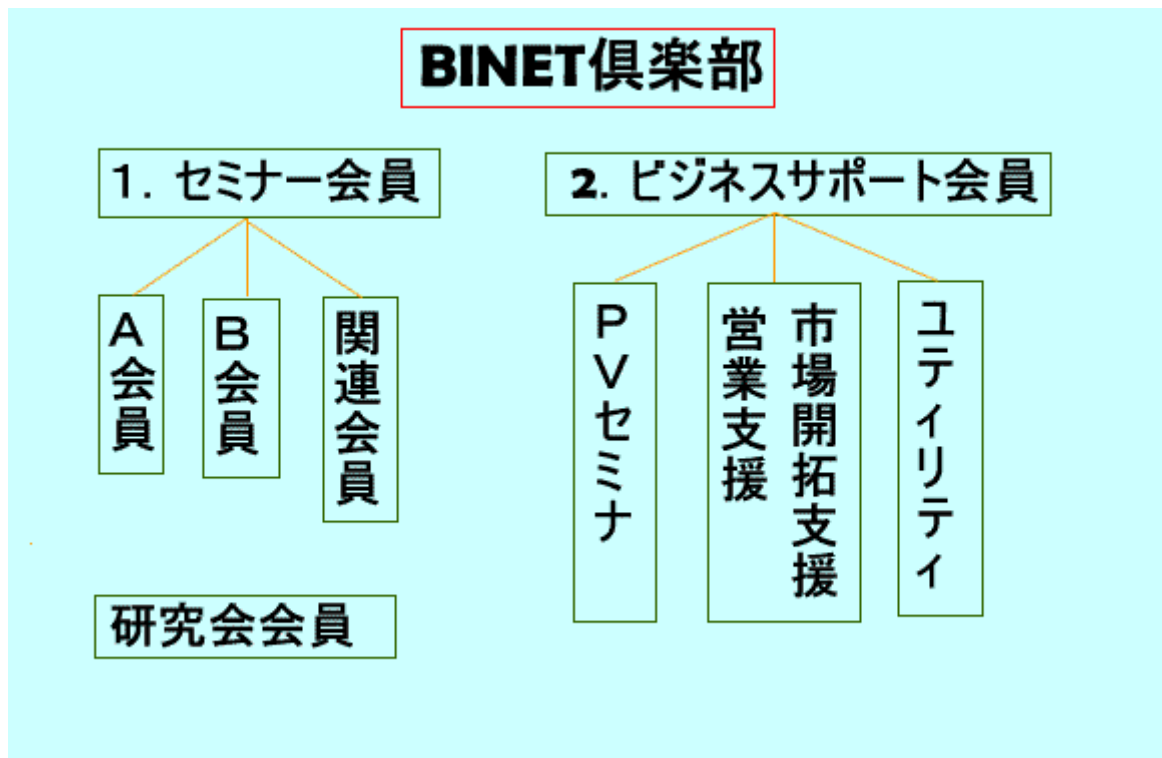 BINET倶楽部
1. セミナー会員
A会員
B会員
関連会員
研究会会員
2. ビジネスサポート会員
PVセミナ
市場開拓支援
営業支援
ユティリティ